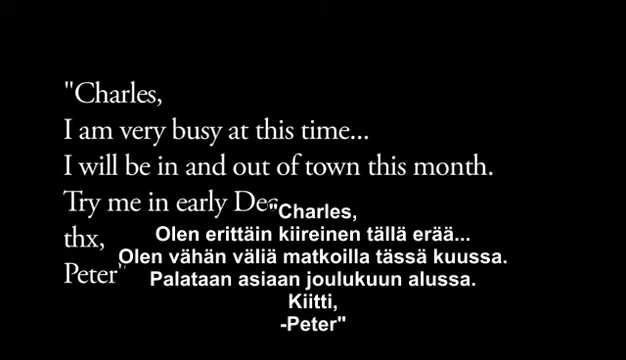 "Charles,
I am very busy at this time...
I will be in and out of town this month.
Try me in early Dec
thx,
Peter"
"Charles,
Olen erittäin kiireinen tällä erää...
Olen vähän väliä matkoilla tässä kuussa.
Palataan asiaan joulukuun alussa.
Kiitti,
-Peter"